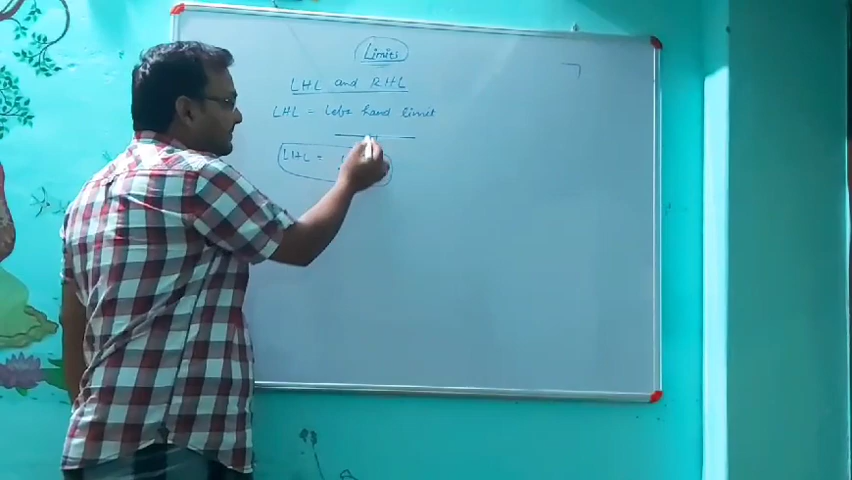 Limits
LHL and RHL
LHL - Left hand limit
LHL =